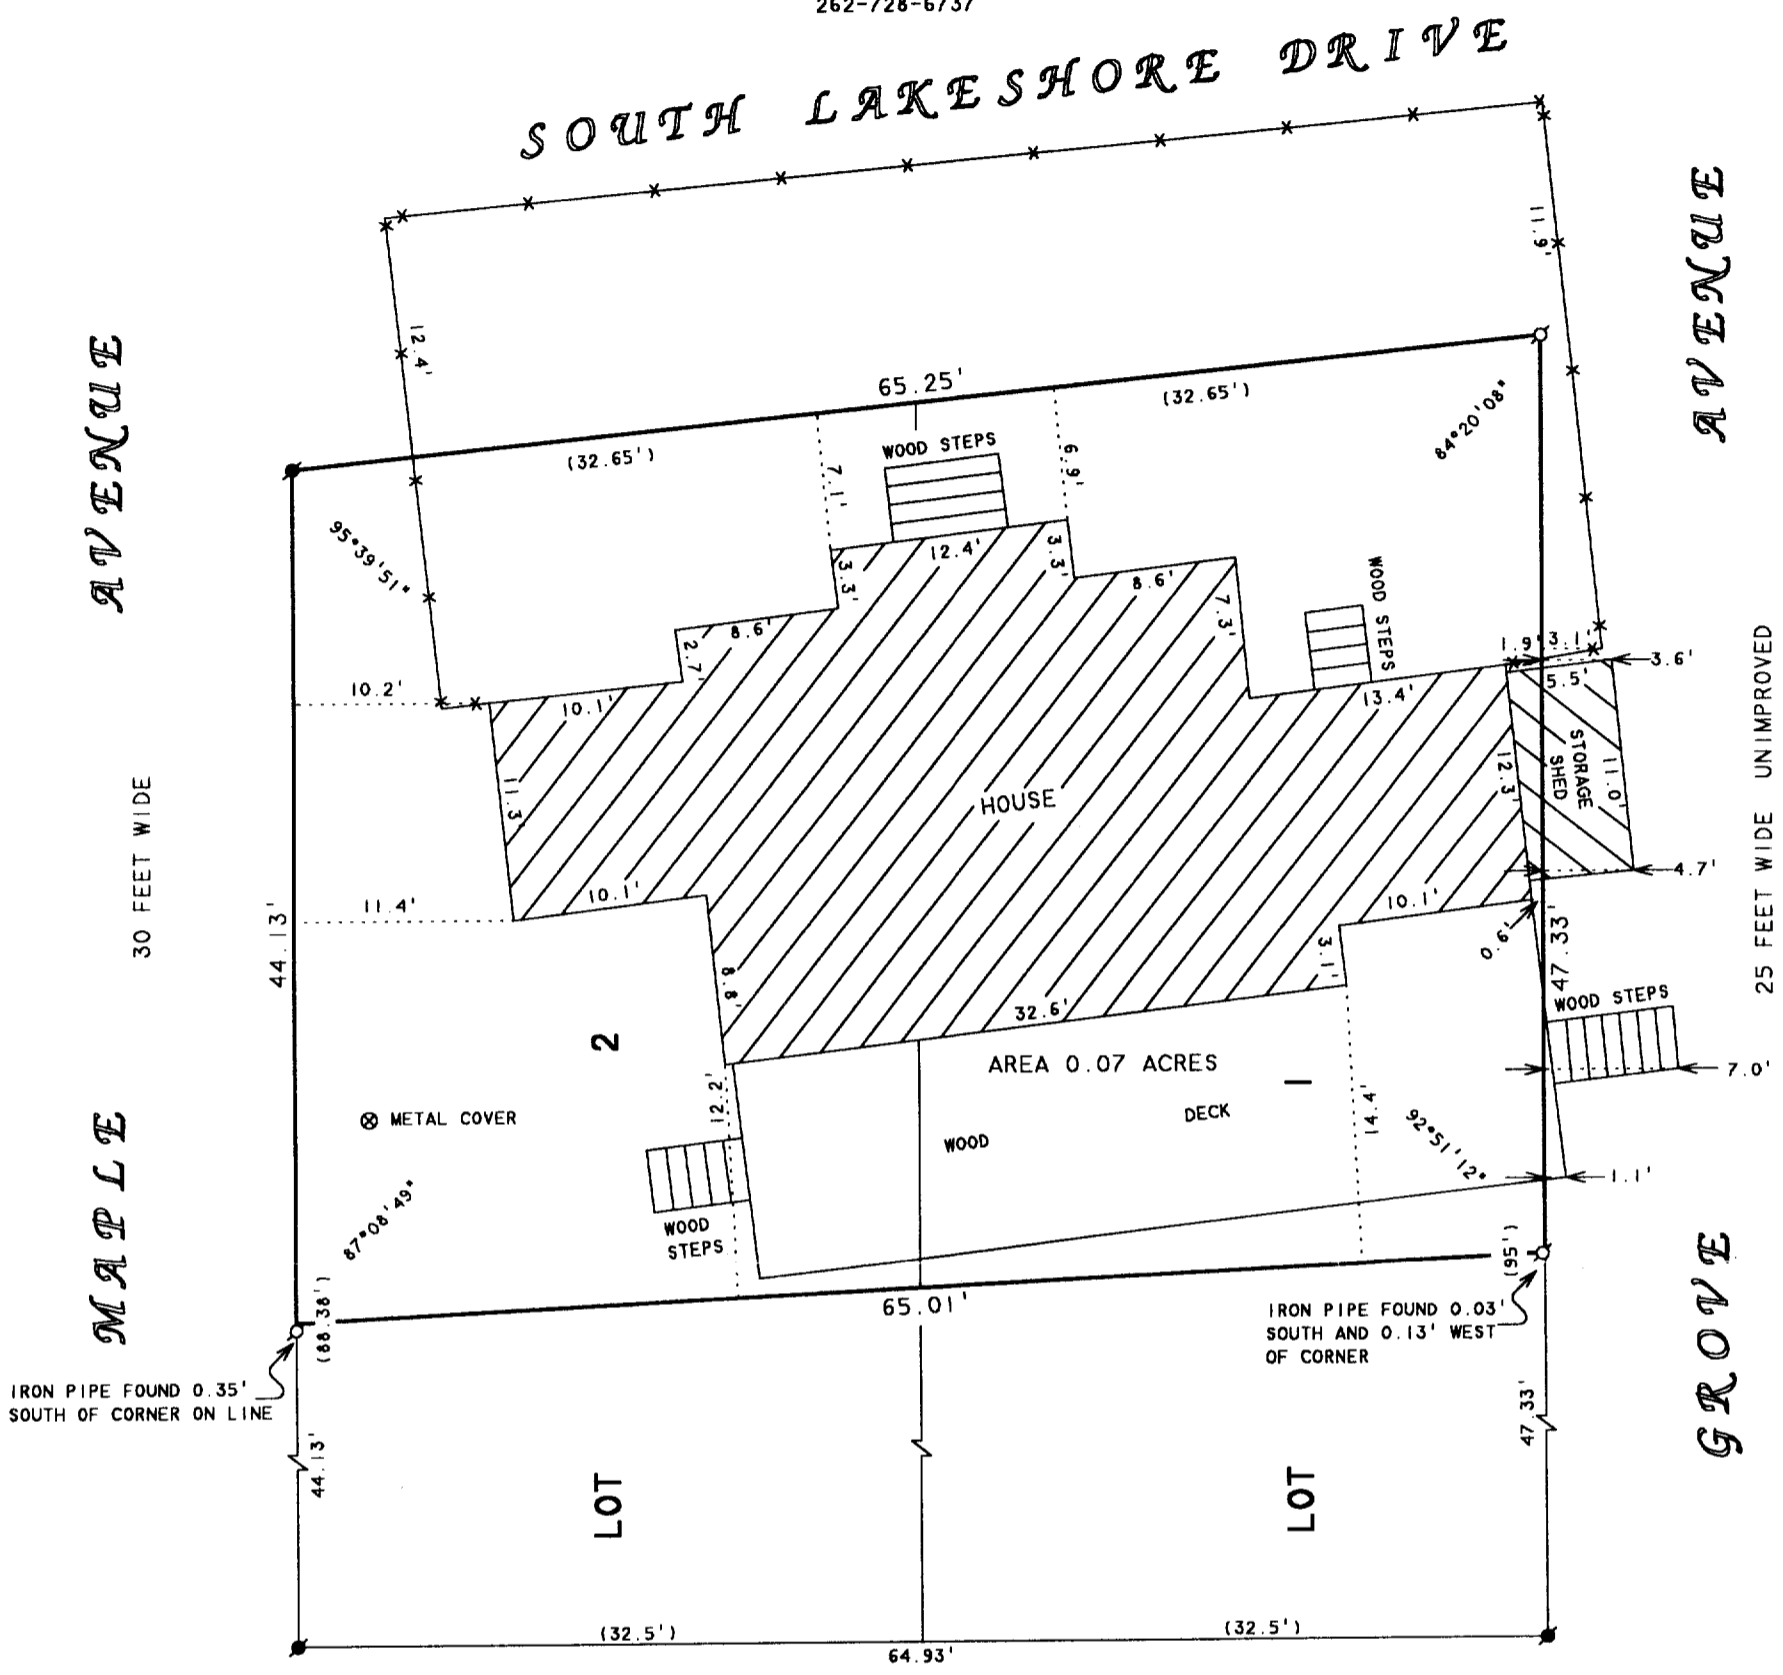 262-728-6737
SOUTH LAKESHORE DRIVE
11.9'
12.4'
AVENUE
AVENUE
65.25'
(32.65')
(32.65')
84°20'08"
WOOD STEPS
7.1'
6.9'
95°39'51"
12.4'
3.3'
3.3'
8.6'
8.6'
7.3'
2.7'
WOOD STEPS
1.9'
3.1'
3.6'
5.5'
10.2'
10.1'
13.4'
STORAGE
SHED
11.0'
12.3'
11.3'
HOUSE
30 FEET WIDE
25 FEET WIDE UNIMPROVED
4.7'
11.4'
10.1'
10.1'
0.6'
44.13'
47.33'
8.8'
3.1'
32.6'
WOOD STEPS
7.0'
2
AREA 0.07 ACRES
1
12.2'
14.4'
METAL COVER
DECK
WOOD
92°51'12"
1.1'
MAPLE
87°08'49"
WOOD
STEPS
(95')
GROVE
(88.38')
65.01'
IRON PIPE FOUND 0.03'
SOUTH AND 0.13' WEST
OF CORNER
IRON PIPE FOUND 0.35'
SOUTH OF CORNER ON LINE
44.13'
47.33'
LOT
LOT
(32.5')
(32.5')
64.93'